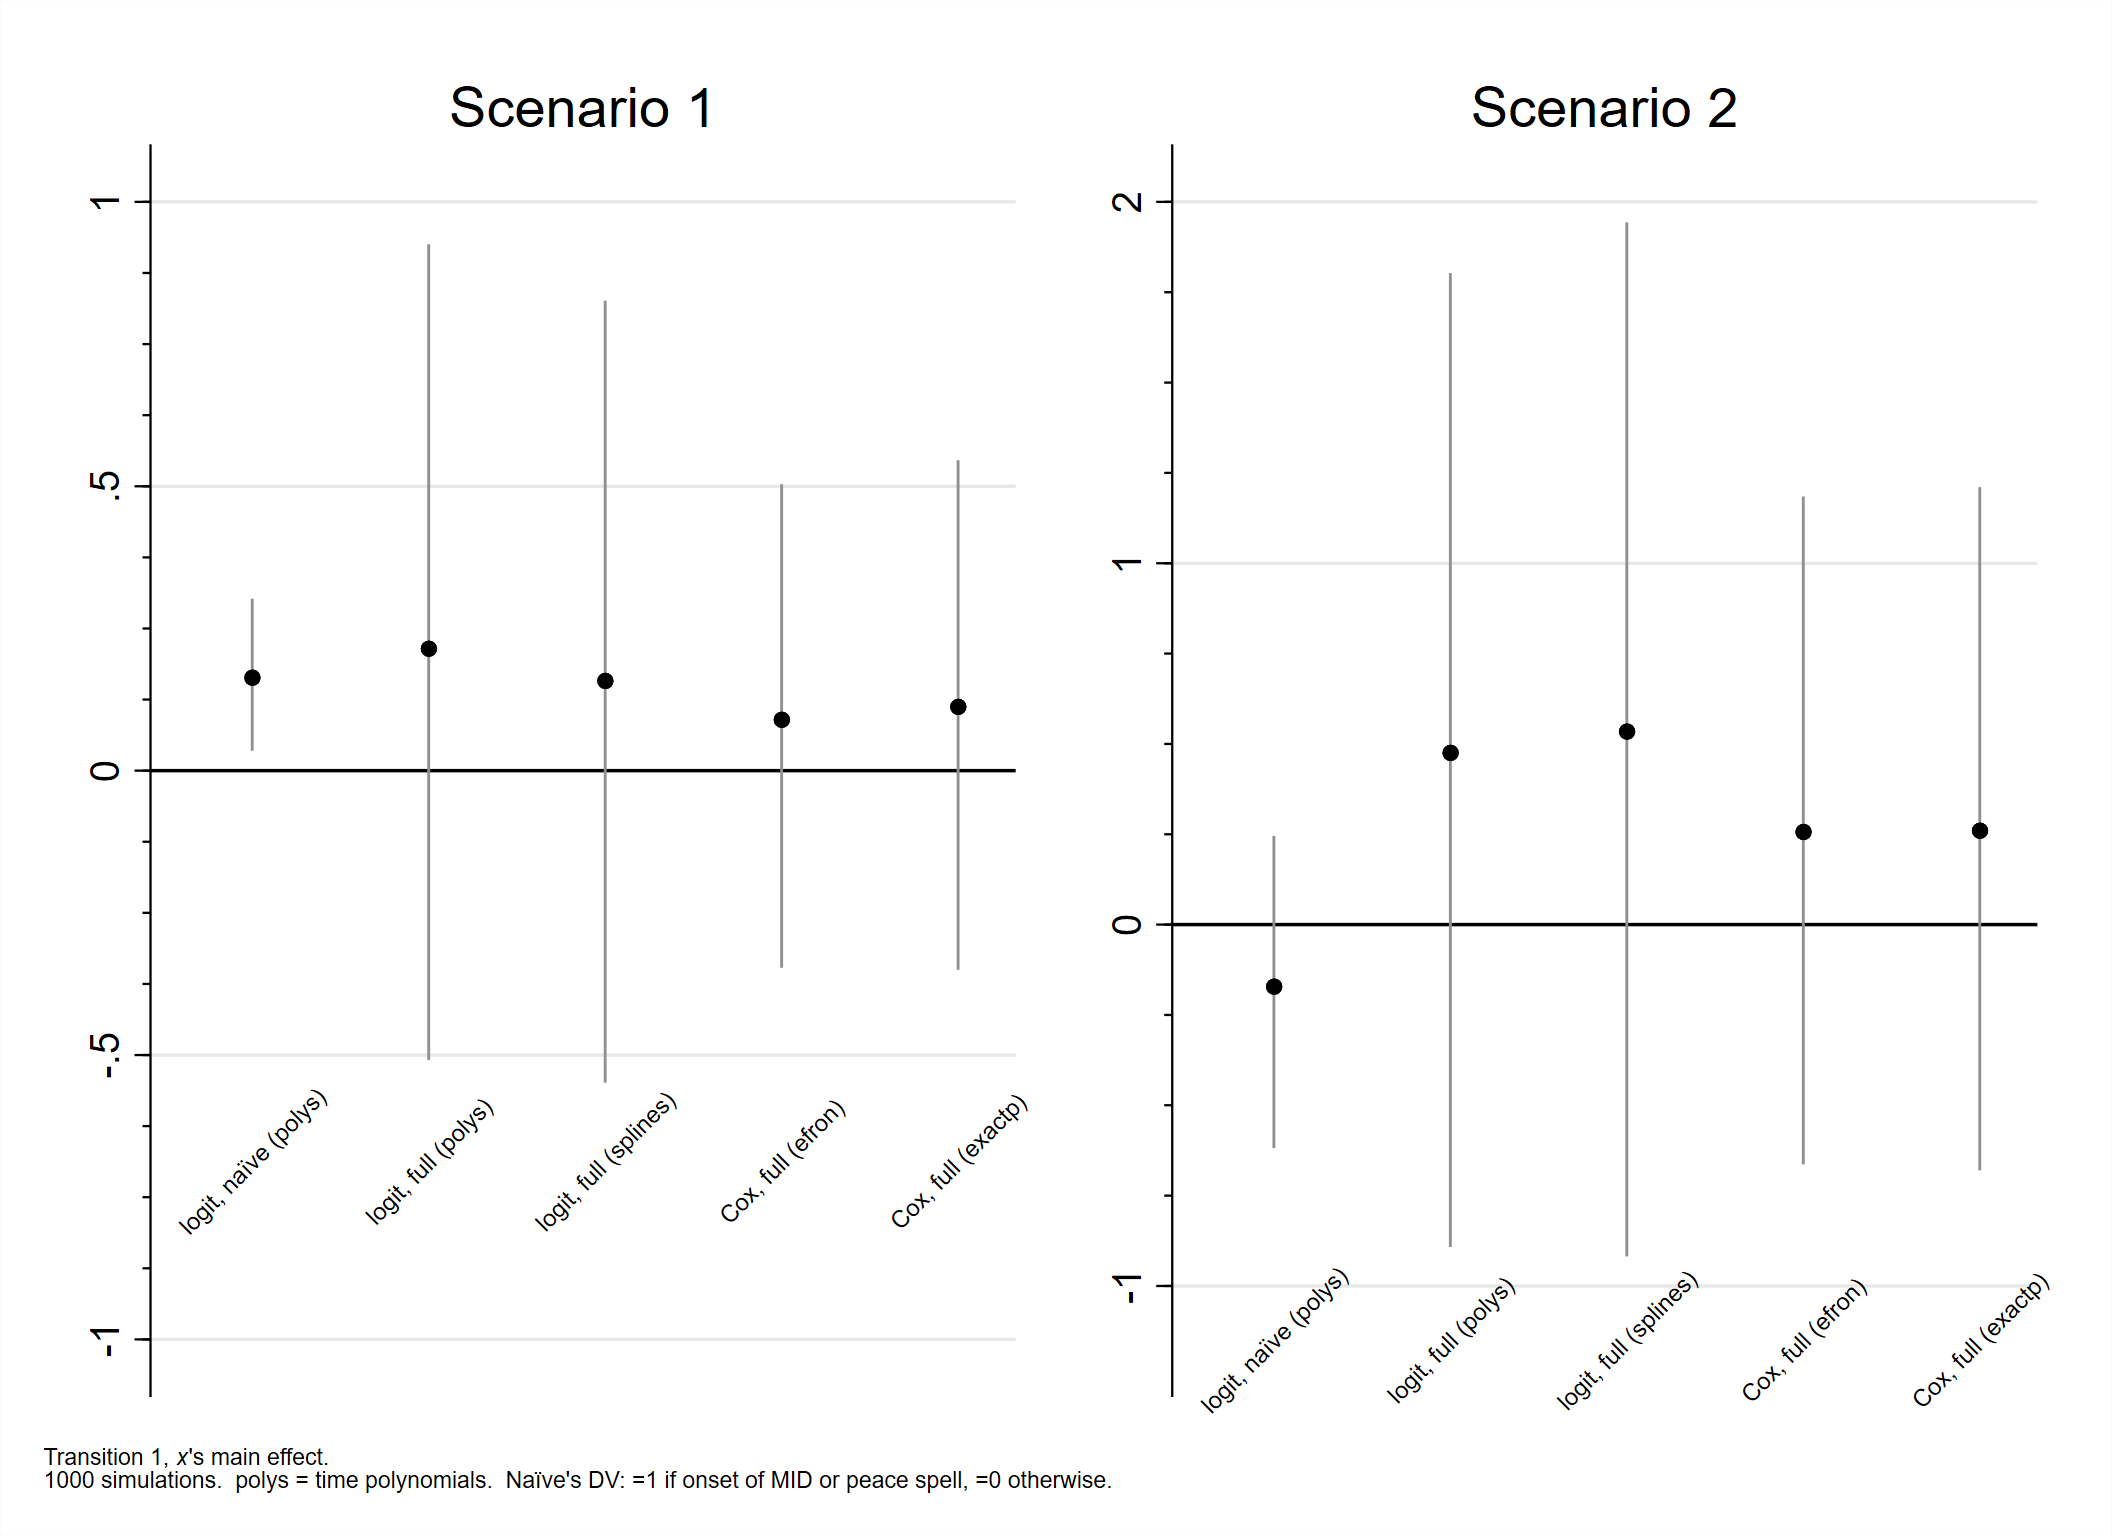 Scenario 1
1
.5
0
-.5
-1
logit, naïve (polys)
logit, full (polys)
logit, full (splines)
Cox, full (efron)
Cox, full (exactp)
Scenario 2
2
1
0
-1
logit, naïve (polys)
logit, full (polys)
logit, full (splines)
Cox, full (efron)
Cox, full (exactp)
Transition 1, x's main effect.
1000 simulations.  polys = time polynomials.  Naïve's DV: =1 if onset of MID or peace spell, =0 otherwise.